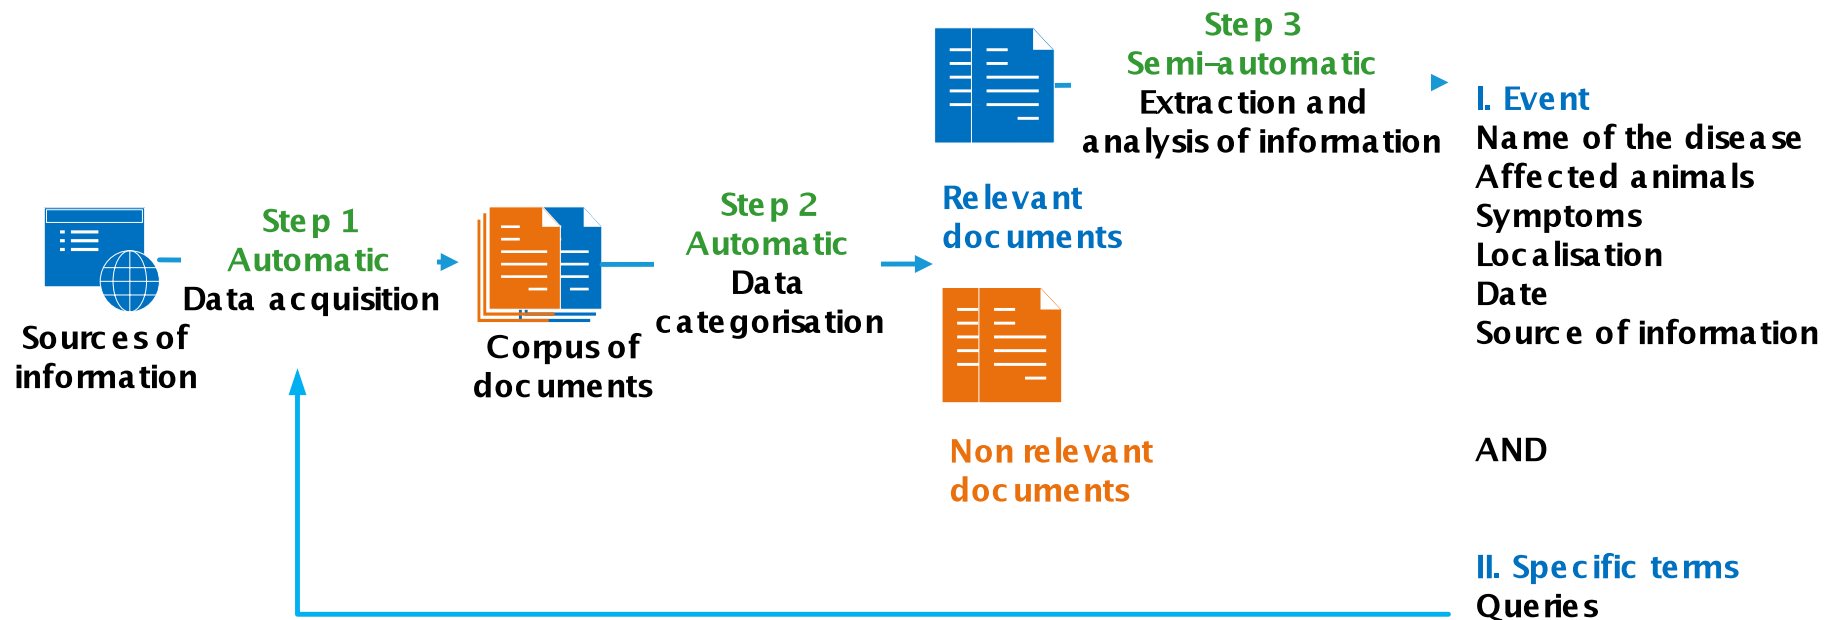 Sources of
information
Step 1
Automatic
Data acquisition
Corpus of
documents
Step 2
Automatic
Data
categorisation
Relevant
documents
Non relevant
documents
Step 3
Semi-automatic
Extraction and
analysis of information
I. Event
Name of the disease
Affected animals
Symptoms
Localisation
Date
Source of information
AND
II. Specific terms
Queries